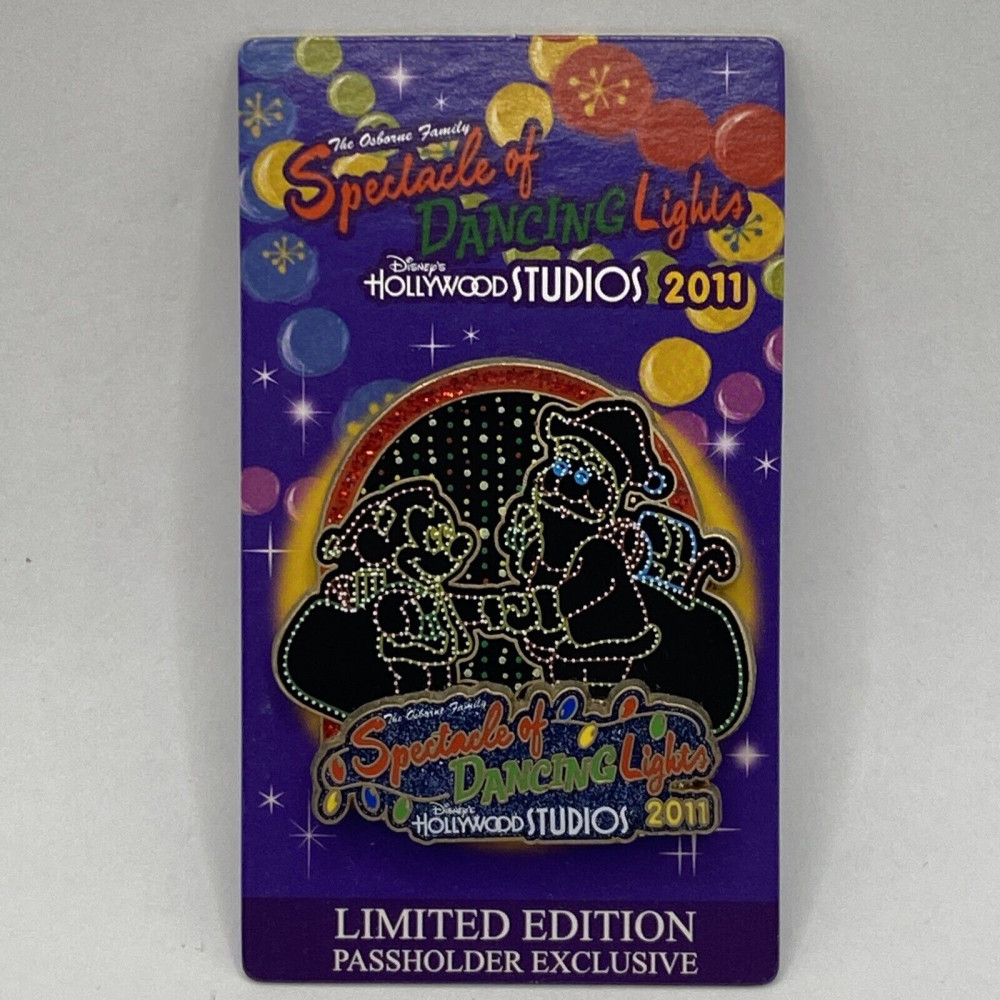 The Osborne Family
Spectacle of
DANCING Lights
Disney's
HOLLYWOOD STUDIOS 2011
The Osborne Family
Spectacle of
DANCING Lights
Disney's
HOLLYWOOD STUDIOS 2011
LIMITED EDITION
PASSHOLDER EXCLUSIVE